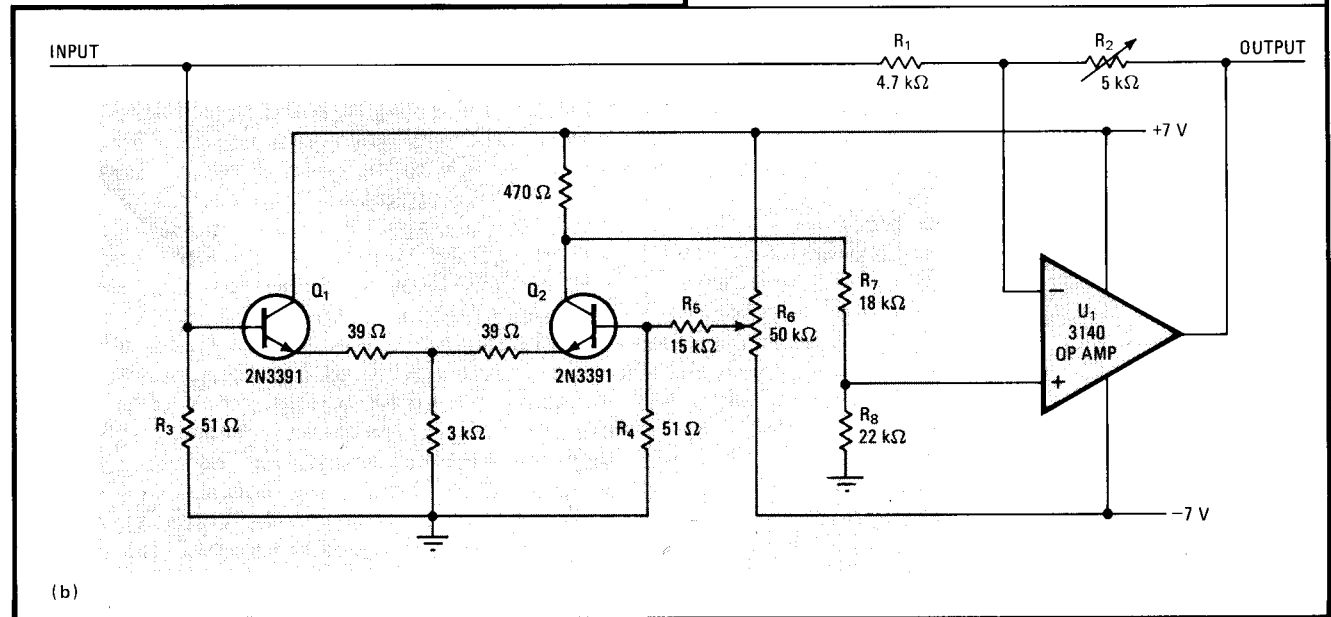 INPUT
R1
4.7 kΩ
R2
5 kΩ
OUTPUT
+7 V
470 Ω
Q1
Q2
39 Ω
39 Ω
R5
15 kΩ
R6
50 kΩ
R7
18 kΩ
−
U1
3140
OP AMP
+
2N3391
2N3391
R3
51 Ω
3 kΩ
R4
51 Ω
R8
22 kΩ
−7 V
(b)